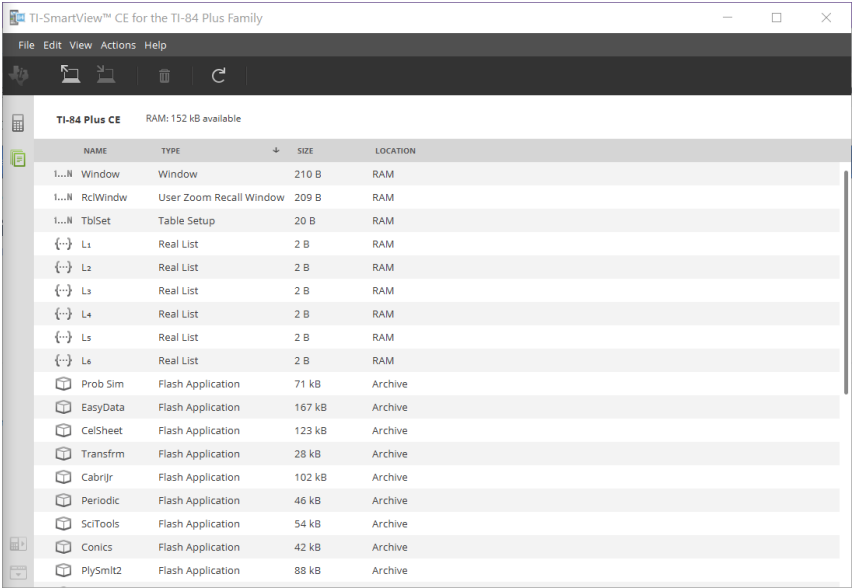 TI-SmartView™ CE for the TI-84 Plus Family
File Edit View Actions Help
TI-84 Plus CE RAM: 152 kB available
NAME TYPE SIZE LOCATION
1...N Window Window 210 B RAM
1...N RclWindw User Zoom Recall Window 209 B RAM
1...N TblSet Table Setup 20 B RAM
{...} L₁ Real List 2 B RAM
{...} L₂ Real List 2 B RAM
{...} L₃ Real List 2 B RAM
{...} L₄ Real List 2 B RAM
{...} L₅ Real List 2 B RAM
{...} L₆ Real List 2 B RAM
Prob Sim Flash Application 71 kB Archive
EasyData Flash Application 167 kB Archive
CelSheet Flash Application 123 kB Archive
Transfrm Flash Application 28 kB Archive
CabriJr Flash Application 102 kB Archive
Periodic Flash Application 46 kB Archive
SciTools Flash Application 54 kB Archive
Conics Flash Application 42 kB Archive
PlySmlt2 Flash Application 88 kB Archive